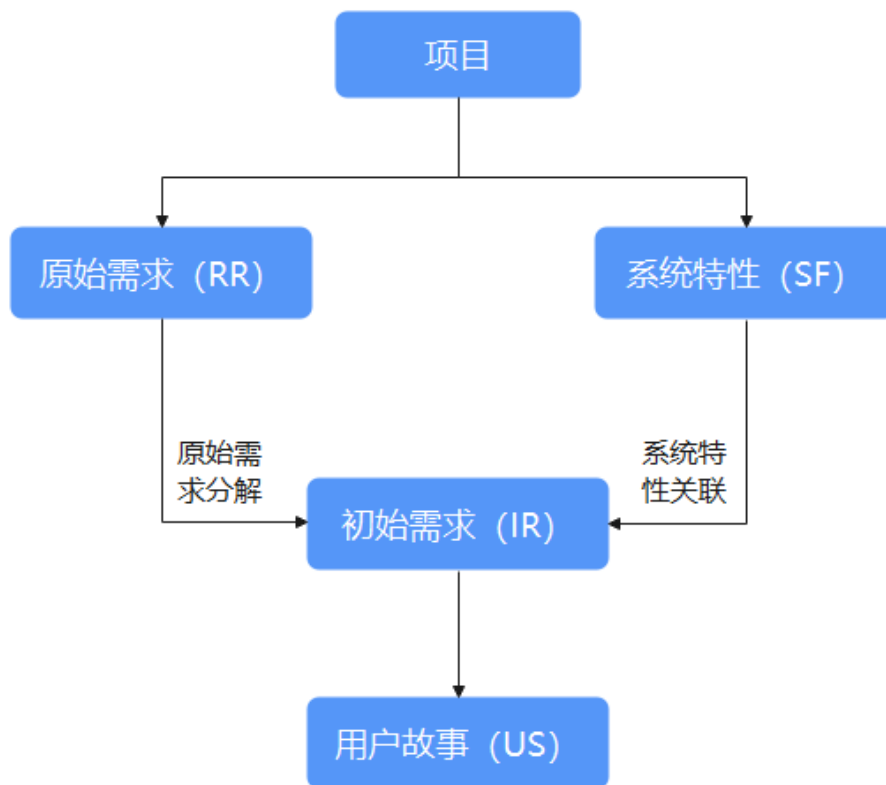 项目
原始需求（RR）
系统特性（SF）
原始需
求分解
系统特
性关联
初始需求（IR）
用户故事（US）